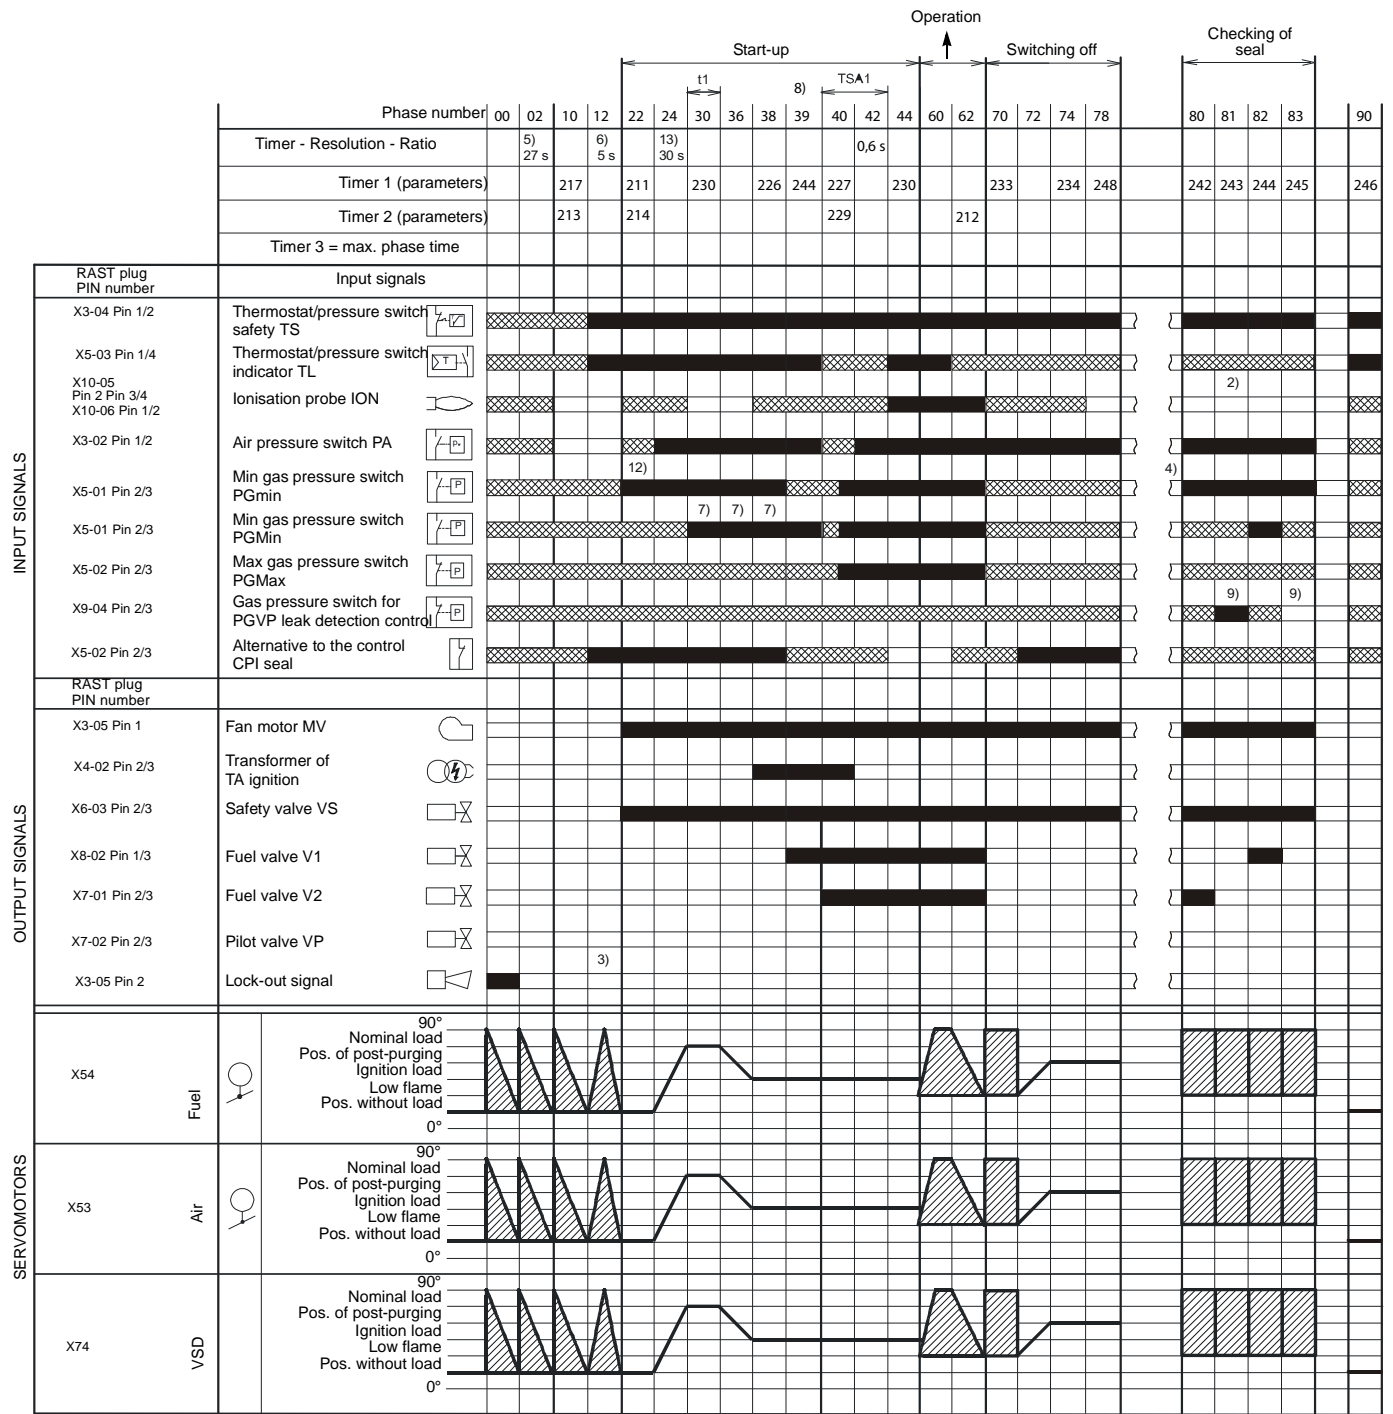 Operation
Start-up
Switching off
Checking of
seal
t1
8)
TSA1
Phase number 00 02 10 12 22 24 30 36 38 39 40 42 44 60 62 70 72 74 78 80 81 82 83 90
Timer - Resolution - Ratio 5) 27 s 6) 5 s 13) 30 s 0,6 s
Timer 1 (parameters) 217 211 230 226 244 227 230 233 234 248 242 243 244 245 246
Timer 2 (parameters) 213 214 229 212
Timer 3 = max. phase time
RAST plug
PIN number
Input signals
INPUT SIGNALS
X3-04 Pin 1/2
Thermostat/pressure switch
safety TS
X5-03 Pin 1/4
Thermostat/pressure switch
indicator TL
T
2)
X10-05
Pin 2 Pin 3/4
X10-06 Pin 1/2
Ionisation probe ION
X3-02 Pin 1/2
Air pressure switch PA
12)
4)
X5-01 Pin 2/3
Min gas pressure switch
PGmin
P
7) 7) 7)
X5-01 Pin 2/3
Min gas pressure switch
PGMin
P
X5-02 Pin 2/3
Max gas pressure switch
PGMax
P
9) 9)
X9-04 Pin 2/3
Gas pressure switch for
PGVP leak detection control
P
X5-02 Pin 2/3
Alternative to the control
CPI seal
RAST plug
PIN number
OUTPUT SIGNALS
X3-05 Pin 1
Fan motor MV
X4-02 Pin 2/3
Transformer of
TA ignition
X6-03 Pin 2/3
Safety valve VS
X8-02 Pin 1/3
Fuel valve V1
X7-01 Pin 2/3
Fuel valve V2
X7-02 Pin 2/3
Pilot valve VP
3)
X3-05 Pin 2
Lock-out signal
SERVOMOTORS
X54
Fuel
90°
Nominal load
Pos. of post-purging
Ignition load
Low flame
Pos. without load
0°
X53
Air
90°
Nominal load
Pos. of post-purging
Ignition load
Low flame
Pos. without load
0°
X74
VSD
90°
Nominal load
Pos. of post-purging
Ignition load
Low flame
Pos. without load
0°